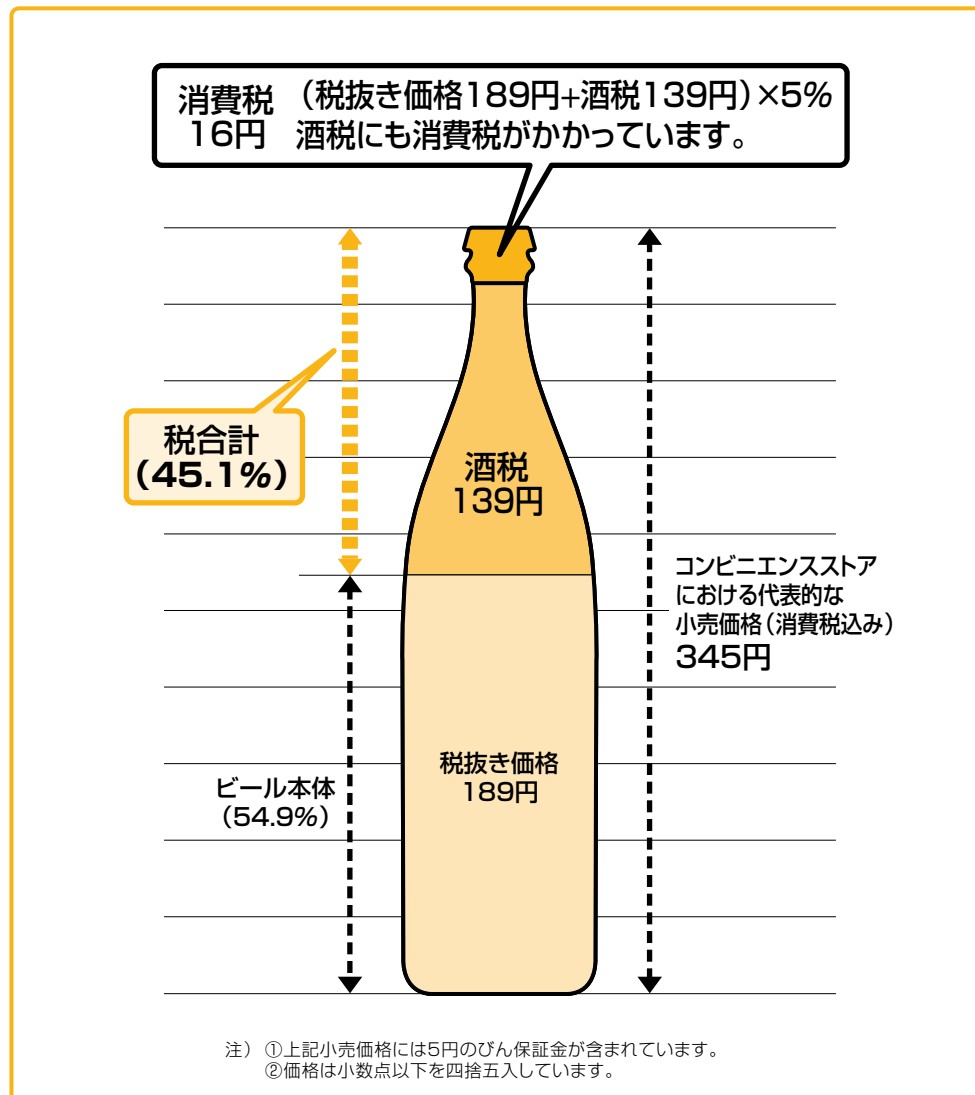 消費税 (税抜き価格189円+酒税139円)×5%
16円 酒税にも消費税がかかっています。
税合計
(45.1%)
酒税
139円
コンビニエンスストア
における代表的な
小売価格(消費税込み)
345円
税抜き価格
189円
ビール本体
(54.9%)
注) ①上記小売価格には5円のびん保証金が含まれています。
②価格は小数点以下を四捨五入しています。